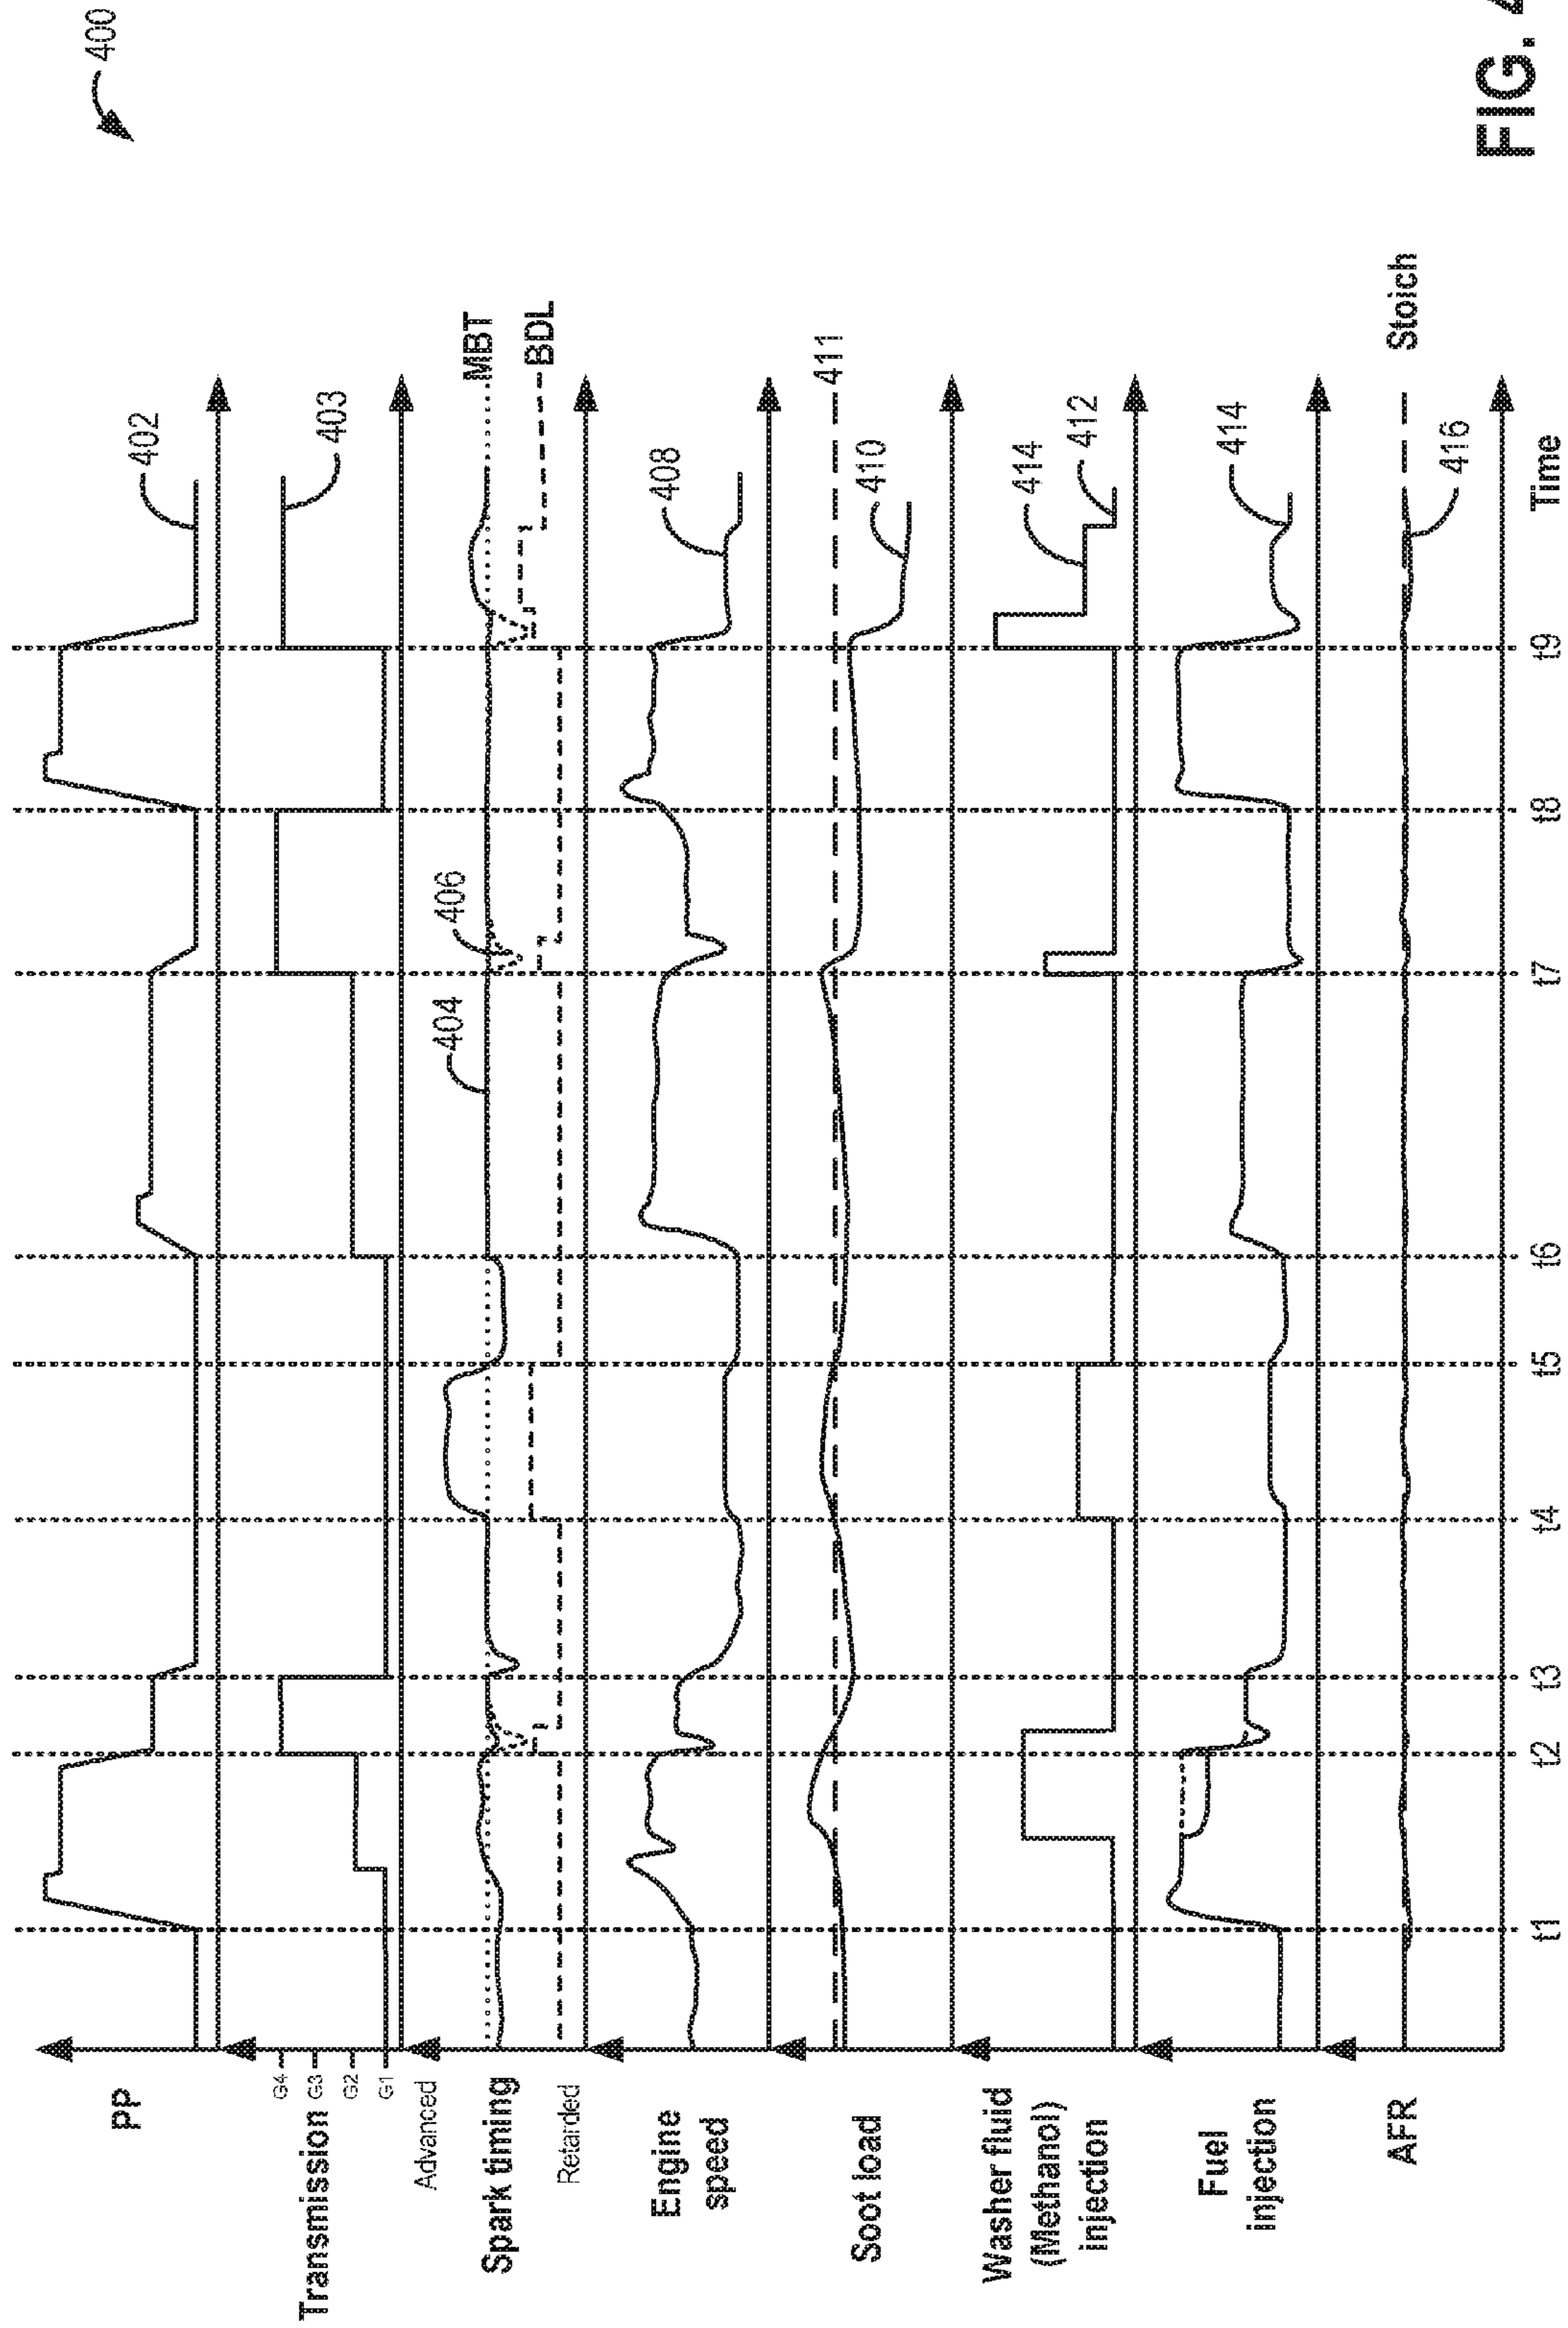 400
PP
402
Transmission
G4
G3
G2
G1
403
Advanced
Spark timing
Retarded
404
406
MBT
BDL
Engine
speed
408
Soot load
411
410
Washer fluid
(Methanol)
injection
414
412
Fuel
injection
414
AFR
Stoich
416
t1
t2
t3
t4
t5
t6
t7
t8
t9
Time
FIG.